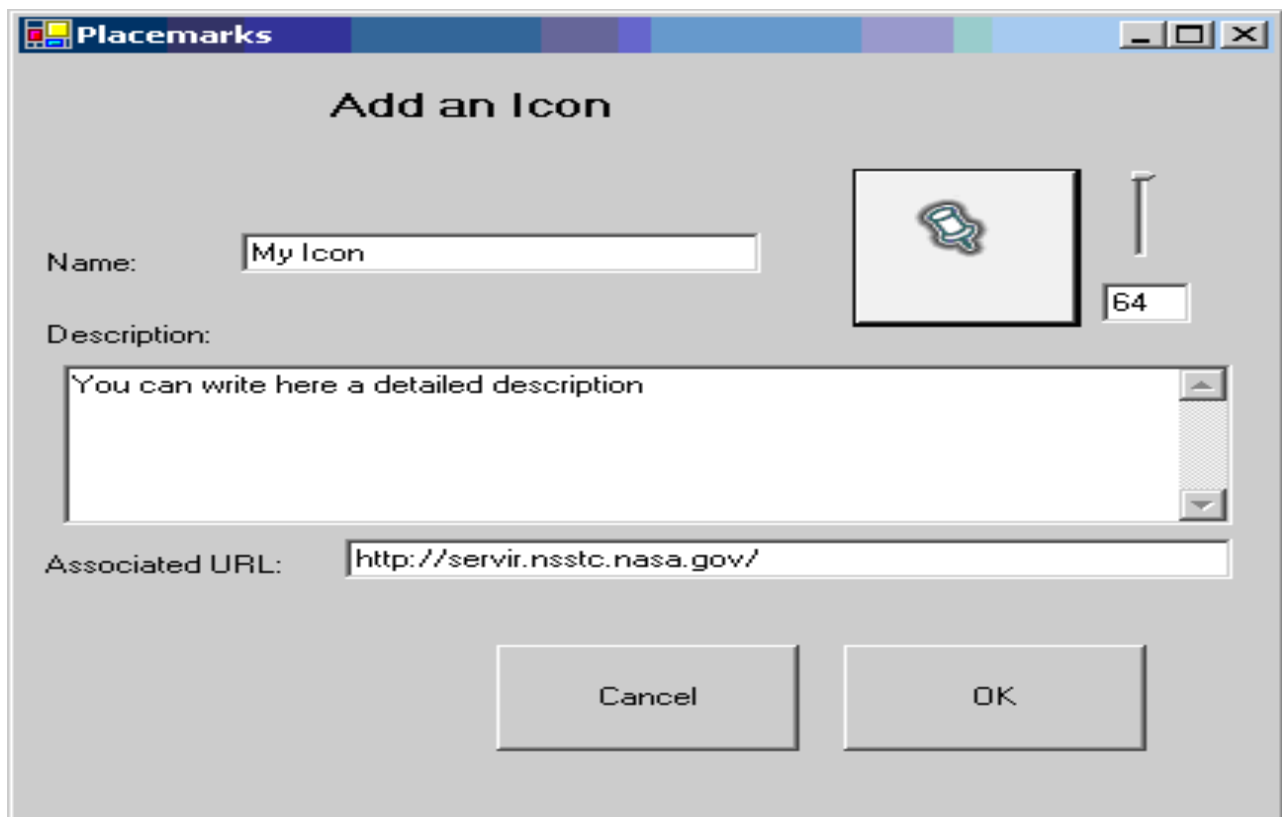 Placemarks
Add an Icon
Name:
My Icon
64
Description:
You can write here a detailed description
Associated URL:
http://servir.nsstc.nasa.gov/
Cancel
OK